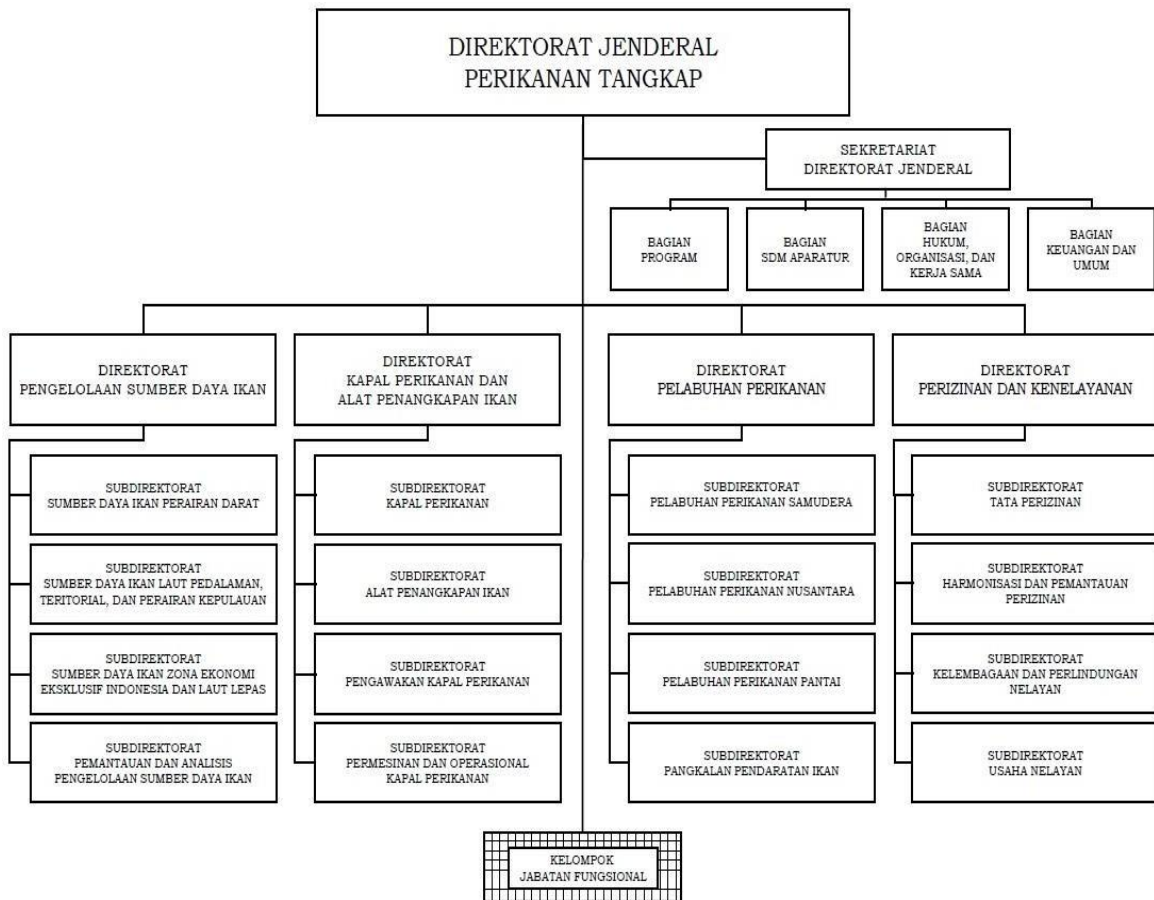 DIREKTORAT JENDERAL
PERIKANAN TANGKAP
SEKRETARIAT
DIREKTORAT JENDERAL
BAGIAN
PROGRAM
BAGIAN
SDM APARATUR
BAGIAN
HUKUM,
ORGANISASI, DAN
KERJA SAMA
BAGIAN
KEUANGAN DAN
UMUM
DIREKTORAT
PENGELOLAAN SUMBER DAYA IKAN
DIREKTORAT
KAPAL PERIKANAN DAN
ALAT PENANGKAPAN IKAN
DIREKTORAT
PELABUHAN PERIKANAN
DIREKTORAT
PERIZINAN DAN KENELAYANAN
SUBDIREKTORAT
SUMBER DAYA IKAN PERAIRAN DARAT
SUBDIREKTORAT
SUMBER DAYA IKAN LAUT PEDALAMAN,
TERITORIAL, DAN PERAIRAN KEPULAUAN
SUBDIREKTORAT
SUMBER DAYA IKAN ZONA EKONOMI
EKSKLUSIF INDONESIA DAN LAUT LEPAS
SUBDIREKTORAT
PEMANTAUAN DAN ANALISIS
PENGELOLAAN SUMBER DAYA IKAN
SUBDIREKTORAT
KAPAL PERIKANAN
SUBDIREKTORAT
ALAT PENANGKAPAN IKAN
SUBDIREKTORAT
PENGAWAKAN KAPAL PERIKANAN
SUBDIREKTORAT
PERMESINAN DAN OPERASIONAL
KAPAL PERIKANAN
SUBDIREKTORAT
PELABUHAN PERIKANAN SAMUDERA
SUBDIREKTORAT
PELABUHAN PERIKANAN NUSANTARA
SUBDIREKTORAT
PELABUHAN PERIKANAN PANTAI
SUBDIREKTORAT
PANGKALAN PENDARATAN IKAN
SUBDIREKTORAT
TATA PERIZINAN
SUBDIREKTORAT
HARMONISASI DAN PEMANTAUAN
PERIZINAN
SUBDIREKTORAT
KELEMBAGAAN DAN PERLINDUNGAN
NELAYAN
SUBDIREKTORAT
USAHA NELAYAN
KELOMPOK
JABATAN FUNGSIONAL